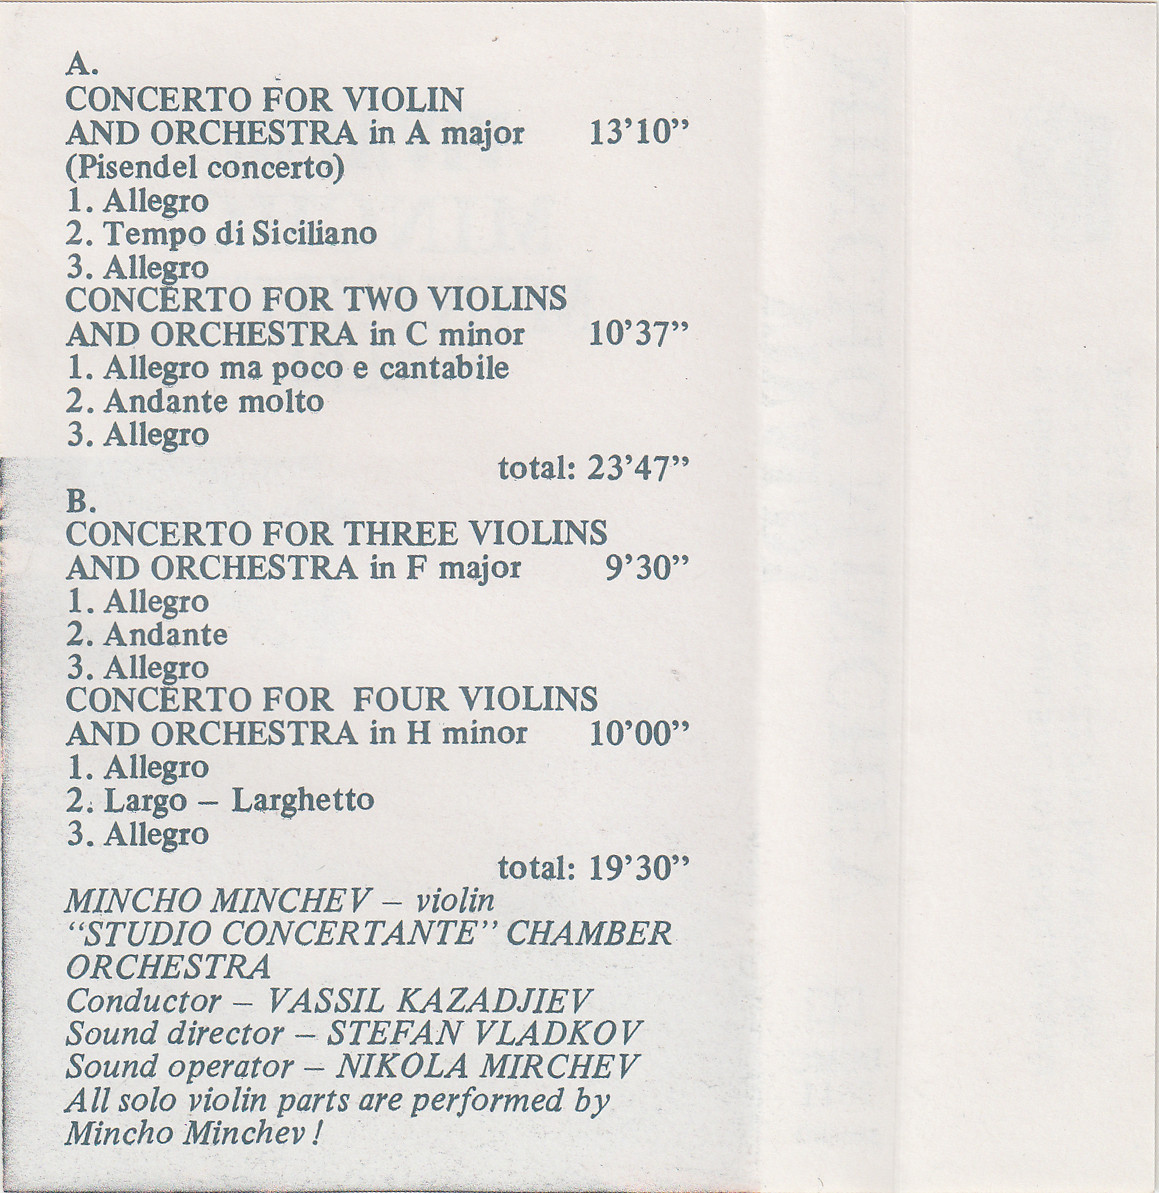 A.
CONCERTO FOR VIOLIN
AND ORCHESTRA in A major 13’10”
(Pisendel concerto)
1. Allegro
2. Tempo di Siciliano
3. Allegro
CONCERTO FOR TWO VIOLINS
AND ORCHESTRA in C minor 10’37”
1. Allegro ma poco e cantabile
2. Andante molto
3. Allegro
total: 23’47”
B.
CONCERTO FOR THREE VIOLINS
AND ORCHESTRA in F major 9’30”
1. Allegro
2. Andante
3. Allegro
CONCERTO FOR FOUR VIOLINS
AND ORCHESTRA in H minor 10’00”
1. Allegro
2. Largo – Larghetto
3. Allegro
total: 19’30”
MINCHO MINCHEV – violin
“STUDIO CONCERTANTE” CHAMBER
ORCHESTRA
Conductor – VASSIL KAZADJIEV
Sound director – STEFAN VLADKOV
Sound operator – NIKOLA MIRCHEV
All solo violin parts are performed by
Mincho Minchev !